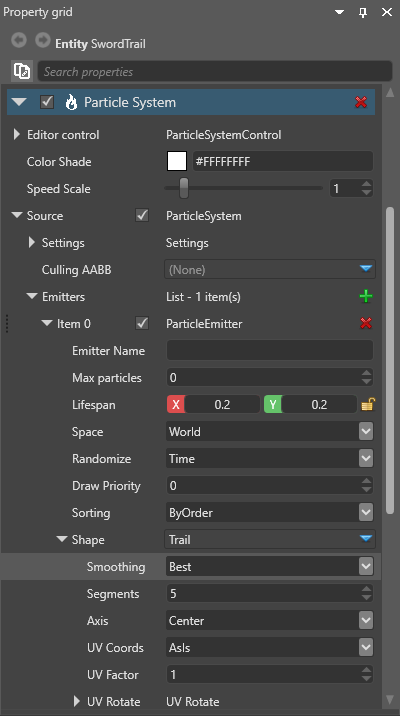 Property grid
Entity SwordTrail
Search properties
Particle System
Editor control ParticleSystemControl
Color Shade #FFFFFFFF
Speed Scale 1
Source ParticleSystem
Settings Settings
Culling AABB (None)
Emitters List - 1 item(s)
Item 0 ParticleEmitter
Emitter Name
Max particles 0
Lifespan X 0.2 Y 0.2
Space World
Randomize Time
Draw Priority 0
Sorting ByOrder
Shape Trail
Smoothing Best
Segments 5
Axis Center
UV Coords AsIs
UV Factor 1
UV Rotate UV Rotate